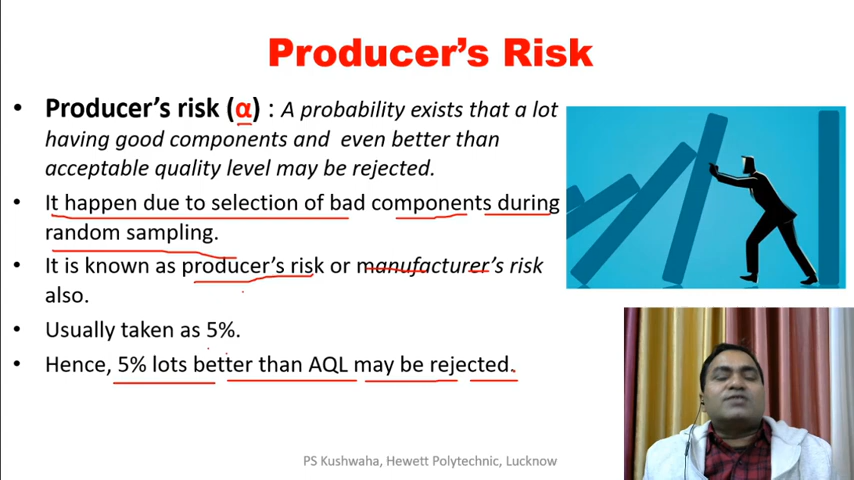 Producer's Risk
• Producer's risk (α) : A probability exists that a lot
having good components and even better than
acceptable quality level may be rejected.
• It happen due to selection of bad components during
random sampling.
• It is known as producer's risk or manufacturer's risk
also.
• Usually taken as 5%.
• Hence, 5% lots better than AQL may be rejected.
PS Kushwaha, Hewett Polytechnic, Lucknow